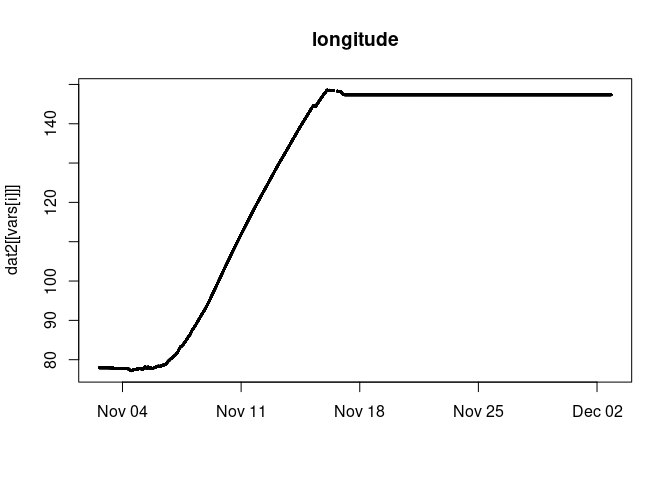 longitude
dat2[[vars[i]]]
140
120
100
90
80
Nov 04
Nov 11
Nov 18
Nov 25
Dec 02